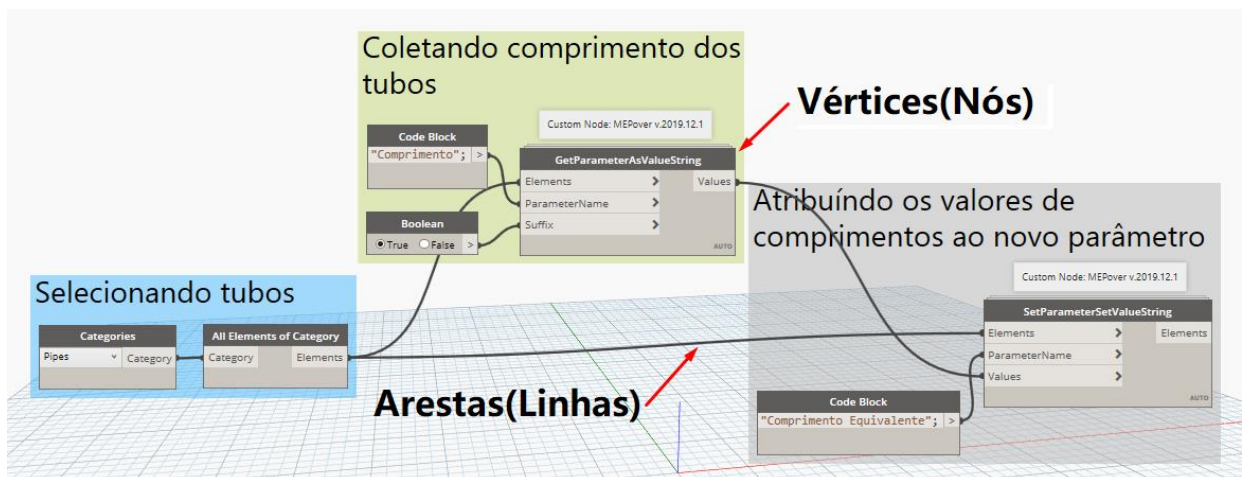 Coletando comprimento dos
tubos
Vértices(Nós)
Custom Node: MEPover v.2019.12.1
Code Block
"Comprimento"; >
GetParameterAsValueString
Elements > Values
ParameterName >
Suffix >
AUTO
Boolean
True False >
Atribuíndo os valores de
comprimentos ao novo parâmetro
Custom Node: MEPover v.2019.12.1
SetParameterSetValueString
Elements > Elements
ParameterName >
Values >
AUTO
Selecionando tubos
Categories
Pipes Category
All Elements of Category
Category Elements
Arestas(Linhas)
Code Block
"Comprimento Equivalente"; >